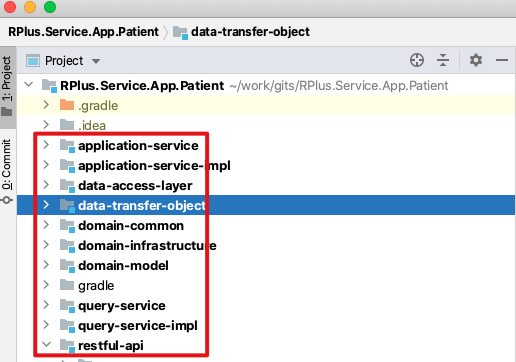 RPlus.Service.App.Patient data-transfer-object
Project
RPlus.Service.App.Patient ~/work/gits/RPlus.Service.App.Patient
.gradle
.idea
application-service
application-service-impl
data-access-layer
data-transfer-object
domain-common
domain-infrastructure
domain-model
gradle
query-service
query-service-impl
restful-api
1: Project
0: Commit